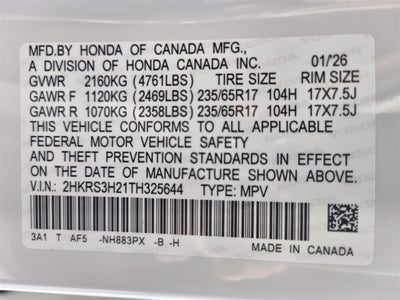 MFD.BY HONDA OF CANADA MFG.,
A DIVISION OF HONDA CANADA INC. 01/26
GVWR 2160KG (4761LBS) TIRE SIZE RIM SIZE
GAWR F 1120KG (2469LBS) 235/65R17 104H 17X7.5J
GAWR R 1070KG (2358LBS) 235/65R17 104H 17X7.5J
THIS VEHICLE CONFORMS TO ALL APPLICABLE
FEDERAL MOTOR VEHICLE SAFETY
AND THEFT PREVENTION STANDARDS IN EFFECT
ON THE DATE OF MANUFACTURE SHOWN ABOVE.
V.I.N.: 2HKRS3H21TH325644 TYPE: MPV
3A1 T AF5 -NH883PX -B -H
MADE IN CANADA